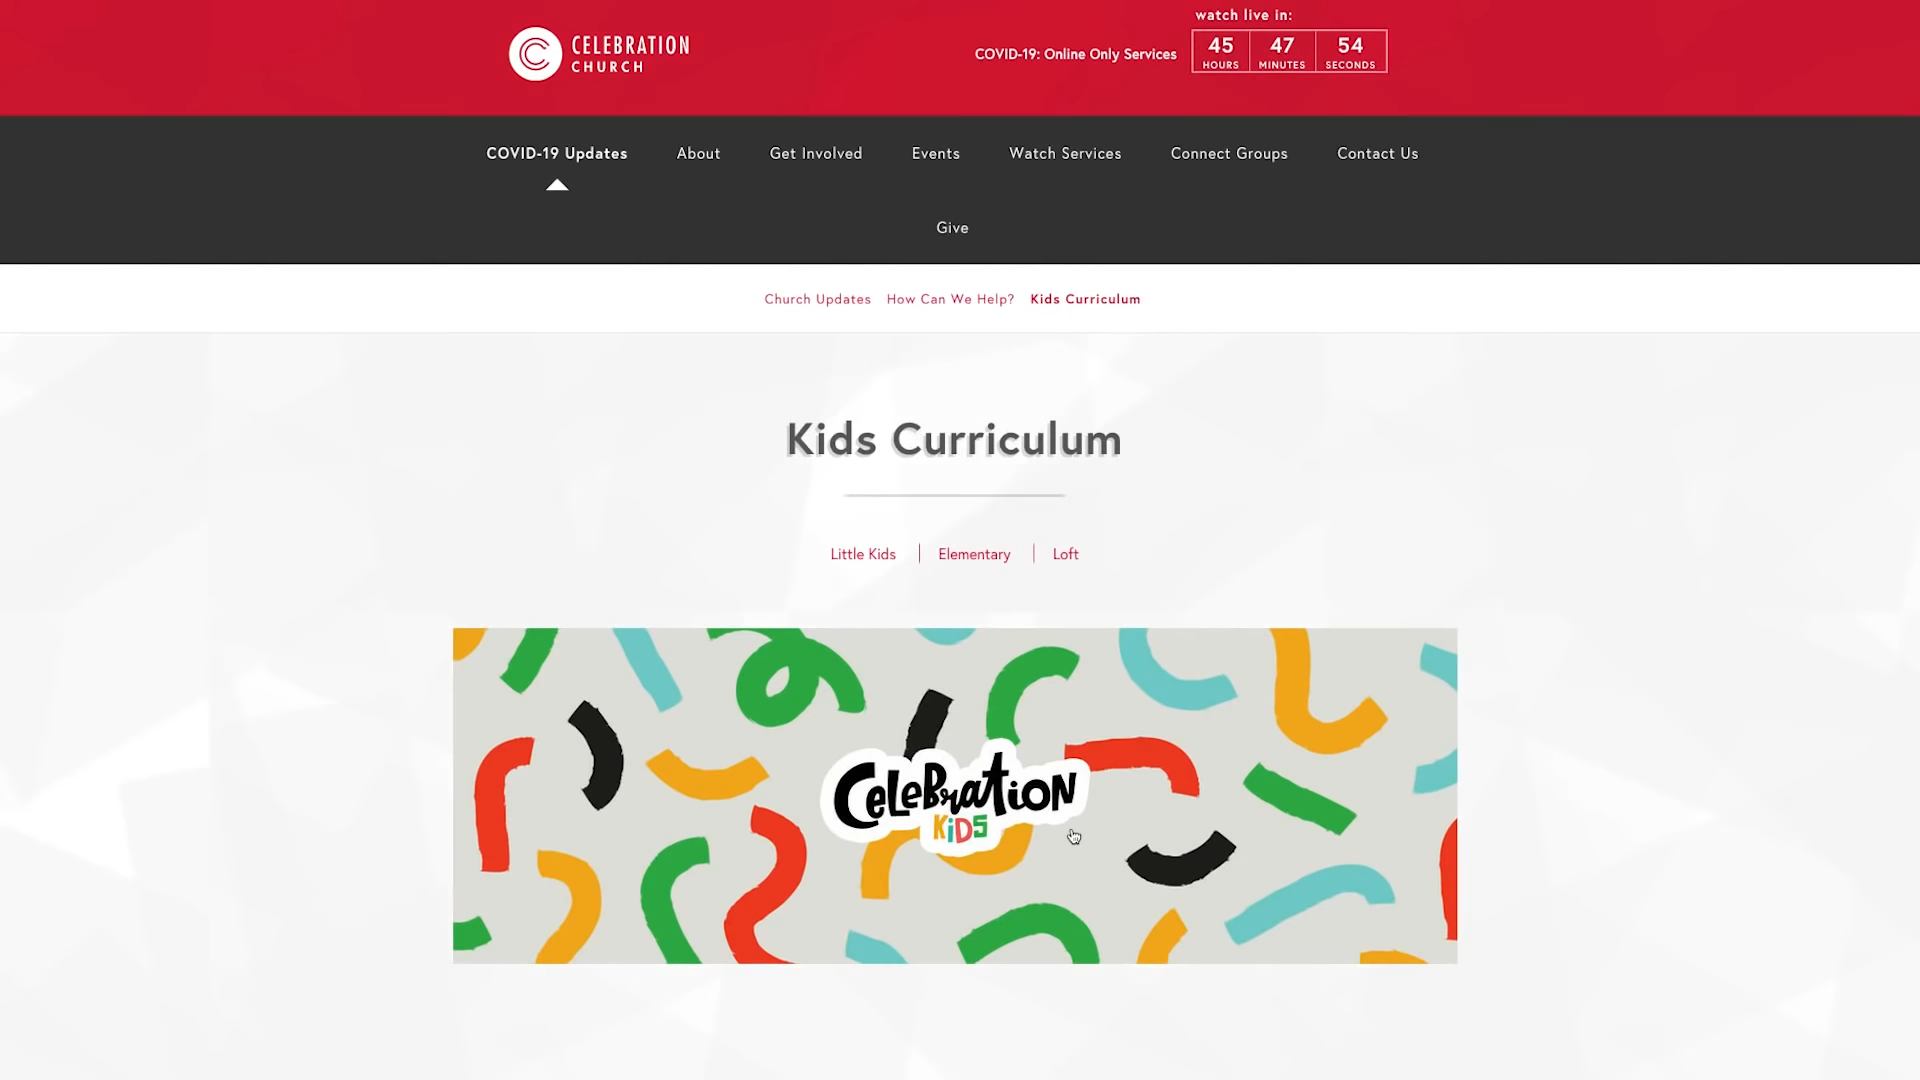 CELEBRATION
CHURCH
COVID-19: Online Only Services
watch live in:
45 47 54
HOURS MINUTES SECONDS
COVID-19 Updates About Get Involved Events Watch Services Connect Groups Contact Us
Give
Church Updates How Can We Help? Kids Curriculum
Kids Curriculum
Little Kids Elementary Loft
CeLeBratioN
KiDS